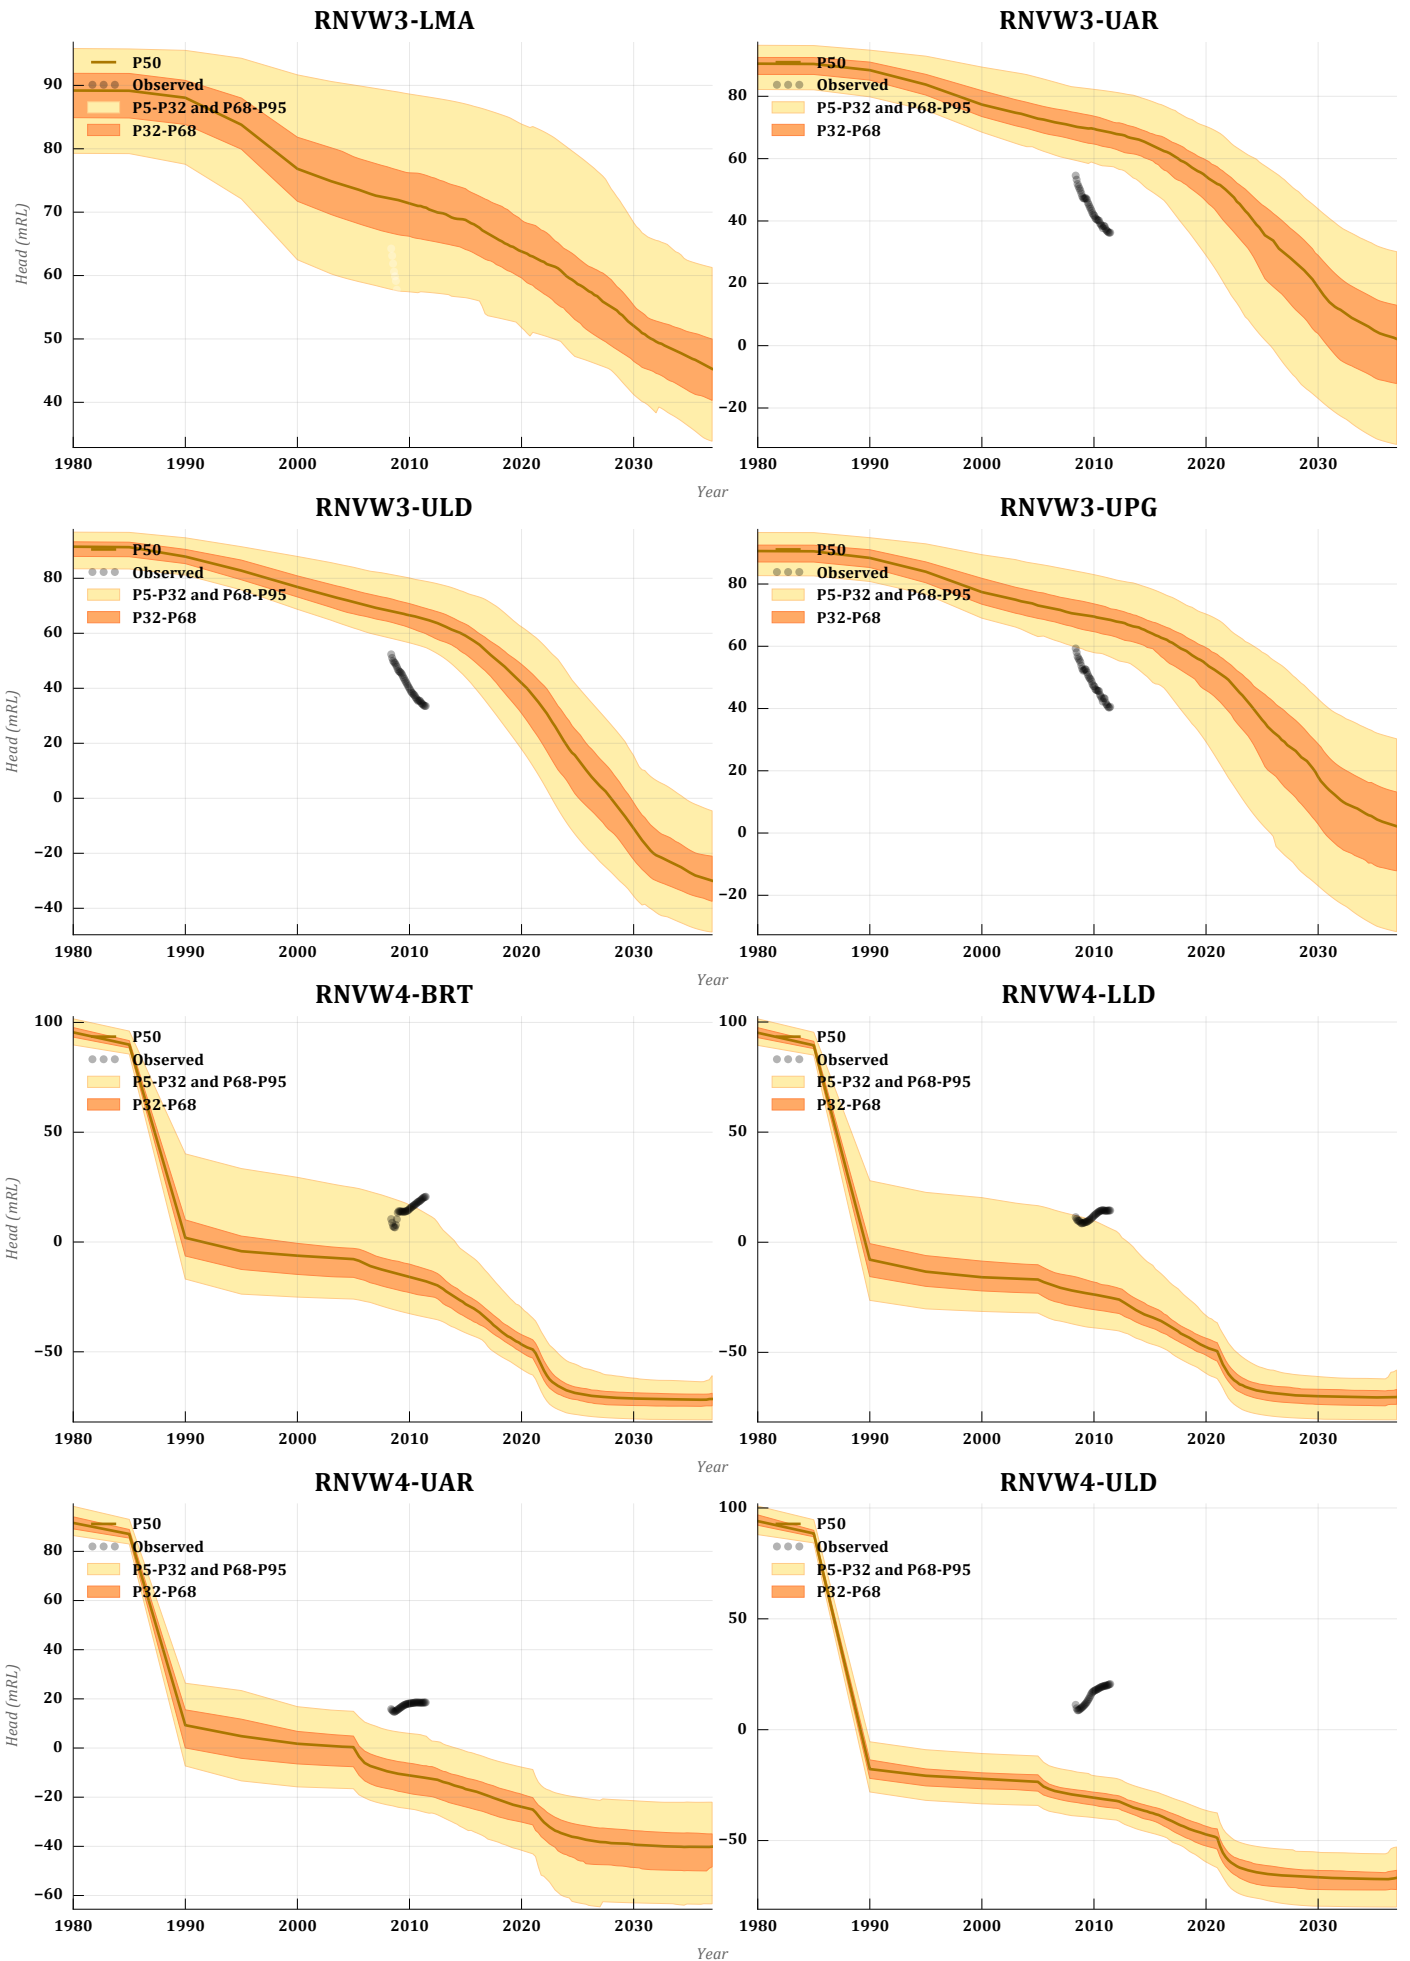 RNVW3-LMA
P50
Observed
P5-P32 and P68-P95
P32-P68
90
80
70
60
50
40
Head (mRL)
1980 1990 2000 2010 2020 2030
Year
RNVW3-UAR
P50
Observed
P5-P32 and P68-P95
P32-P68
80
60
40
20
0
−20
1980 1990 2000 2010 2020 2030
RNVW3-ULD
P50
Observed
P5-P32 and P68-P95
P32-P68
80
60
40
20
0
−20
−40
Head (mRL)
1980 1990 2000 2010 2020 2030
Year
RNVW3-UPG
P50
Observed
P5-P32 and P68-P95
P32-P68
80
60
40
20
0
−20
1980 1990 2000 2010 2020 2030
RNVW4-BRT
P50
Observed
P5-P32 and P68-P95
P32-P68
100
50
0
−50
Head (mRL)
1980 1990 2000 2010 2020 2030
Year
RNVW4-LLD
P50
Observed
P5-P32 and P68-P95
P32-P68
100
50
0
−50
1980 1990 2000 2010 2020 2030
RNVW4-UAR
P50
Observed
P5-P32 and P68-P95
P32-P68
80
60
40
20
0
−20
−40
−60
Head (mRL)
1980 1990 2000 2010 2020 2030
Year
RNVW4-ULD
P50
Observed
P5-P32 and P68-P95
P32-P68
100
50
0
−50
1980 1990 2000 2010 2020 2030